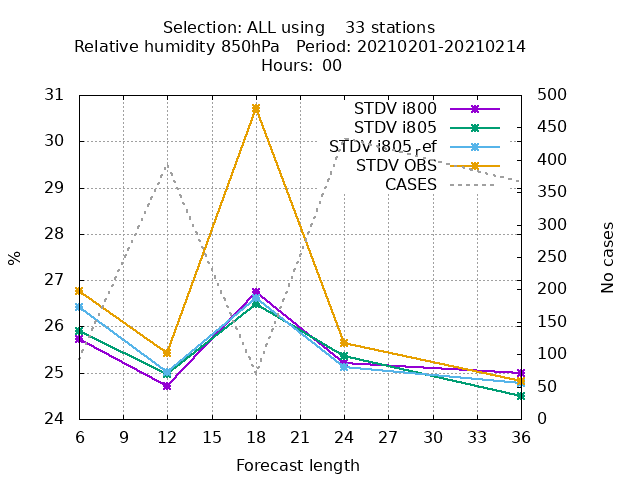 Selection: ALL using    33 stations
Relative humidity 850hPa   Period: 20210201-20210214
Hours: 00
31
30
29
28
27
26
25
24
%
500
450
400
350
300
250
200
150
100
50
0
No cases
STDV i800
STDV i805
STDV i805_ref
STDV OBS
CASES
6 9 12 15 18 21 24 27 30 33 36
Forecast length